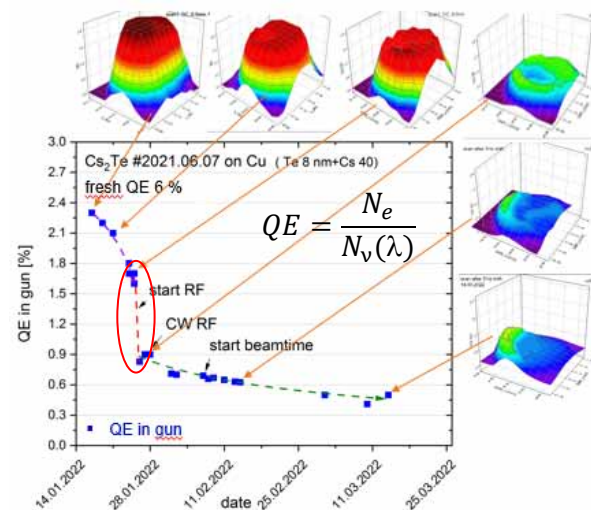 3.0
2.7
2.4
2.1
1.8
1.5
1.2
0.9
0.6
0.3
0.0
QE in gun [%]
Cs₂Te #2021.06.07 on Cu ( Te 8 nm+Cs 40)
fresh QE 6 %
QE = Nₑ / Nᵥ(λ)
start RF
CW RF
start beamtime
QE in gun
14.01.2022
28.01.2022
11.02.2022
25.02.2022
11.03.2022
25.03.2022
date